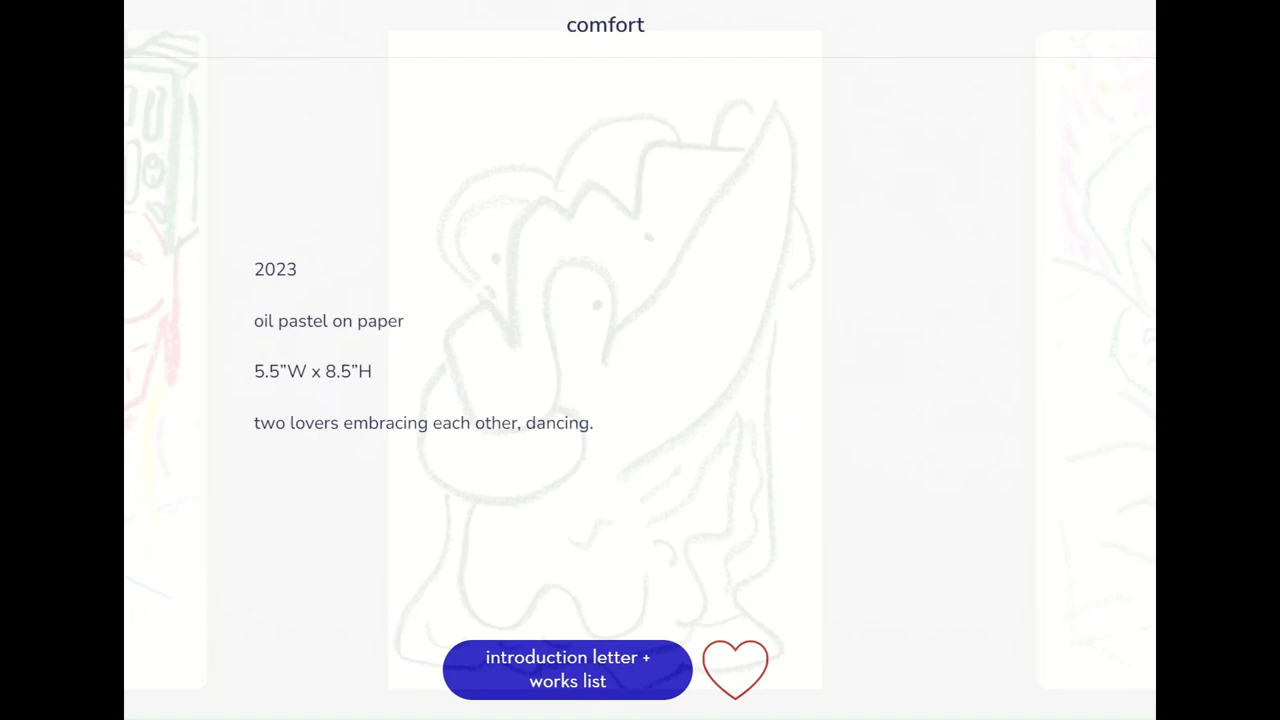 comfort
2023
oil pastel on paper
5.5”W x 8.5”H
two lovers embracing each other, dancing.
introduction letter +
works list